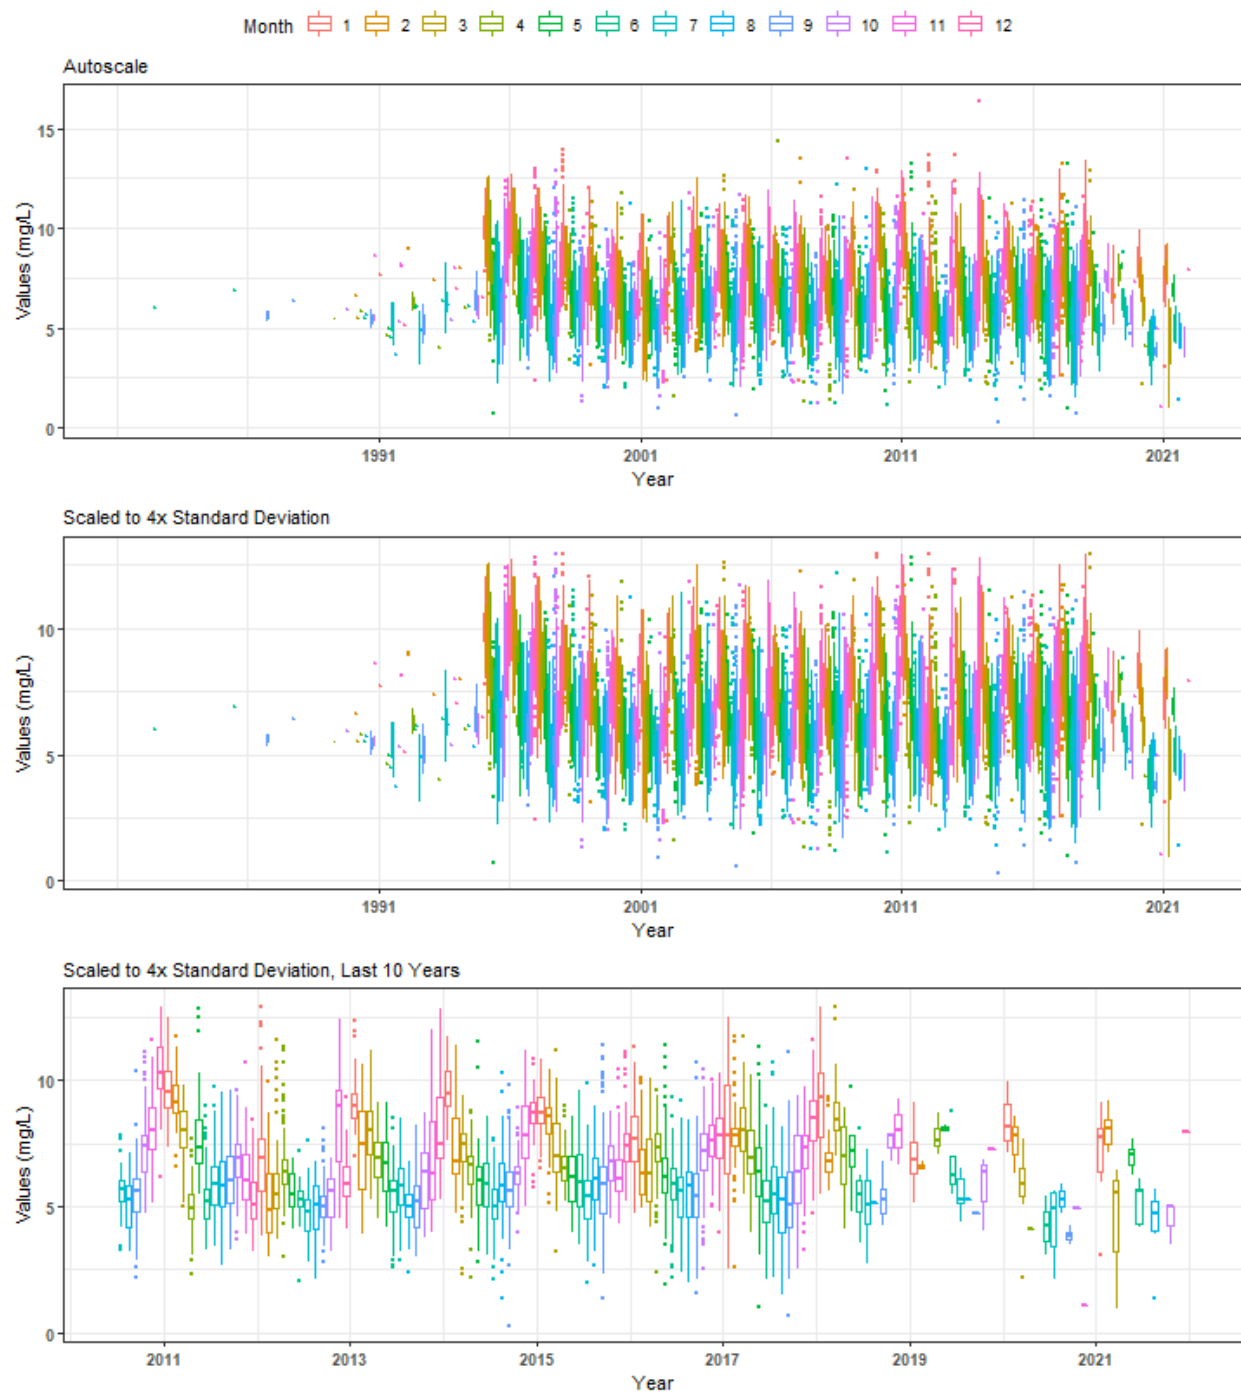 Month 1 2 3 4 5 6 7 8 9 10 11 12
Autoscale
Values (mg/L)
15
10
5
0
1991 2001 2011 2021
Year
Scaled to 4x Standard Deviation
Values (mg/L)
10
5
0
1991 2001 2011 2021
Year
Scaled to 4x Standard Deviation, Last 10 Years
Values (mg/L)
10
5
0
2011 2013 2015 2017 2019 2021
Year